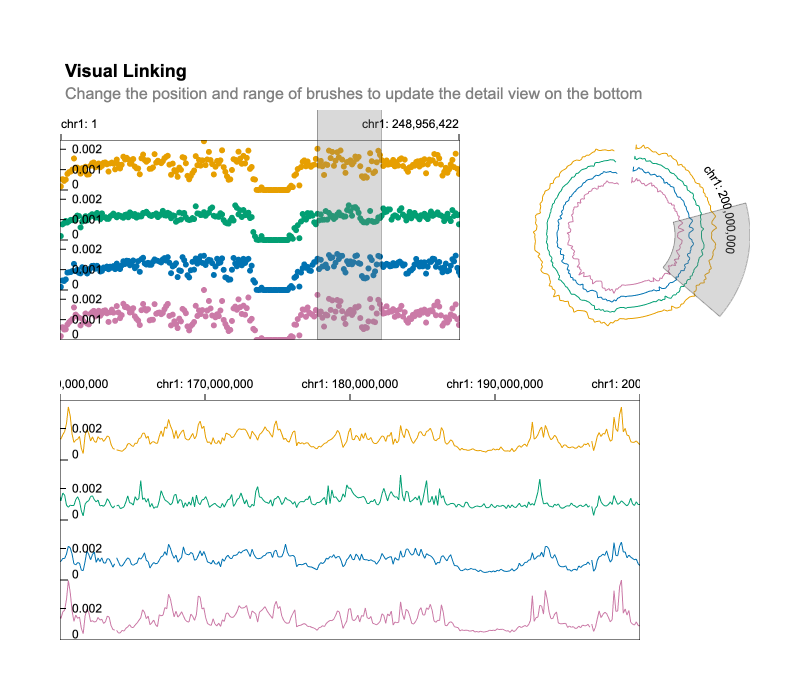 Visual Linking
Change the position and range of brushes to update the detail view on the bottom
chr1: 1
chr1: 248,956,422
0.002
0.001
0
0.002
0.001
0
0.002
0.001
0
0.002
0.001
0
chr1: 200,000,000
0,000,000
chr1: 170,000,000
chr1: 180,000,000
chr1: 190,000,000
chr1: 200
0.002
0
0.002
0
0.002
0
0.002
0